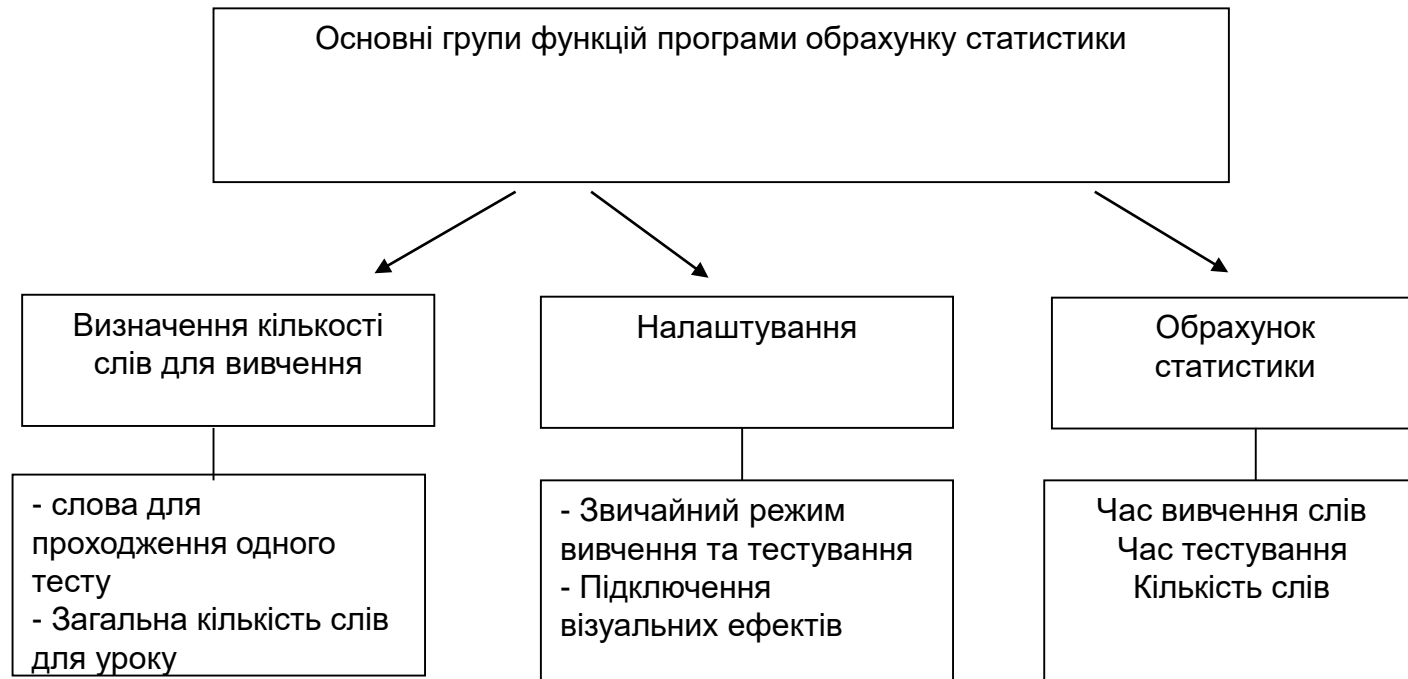 Основні групи функцій програми обрахунку статистики
Визначення кількості
слів для вивчення
Налаштування
Обрахунок
статистики
- слова для
проходження одного
тесту
- Загальна кількість слів
для уроку
- Звичайний режим
вивчення та тестування
- Підключення
візуальних ефектів
Час вивчення слів
Час тестування
Кількість слів